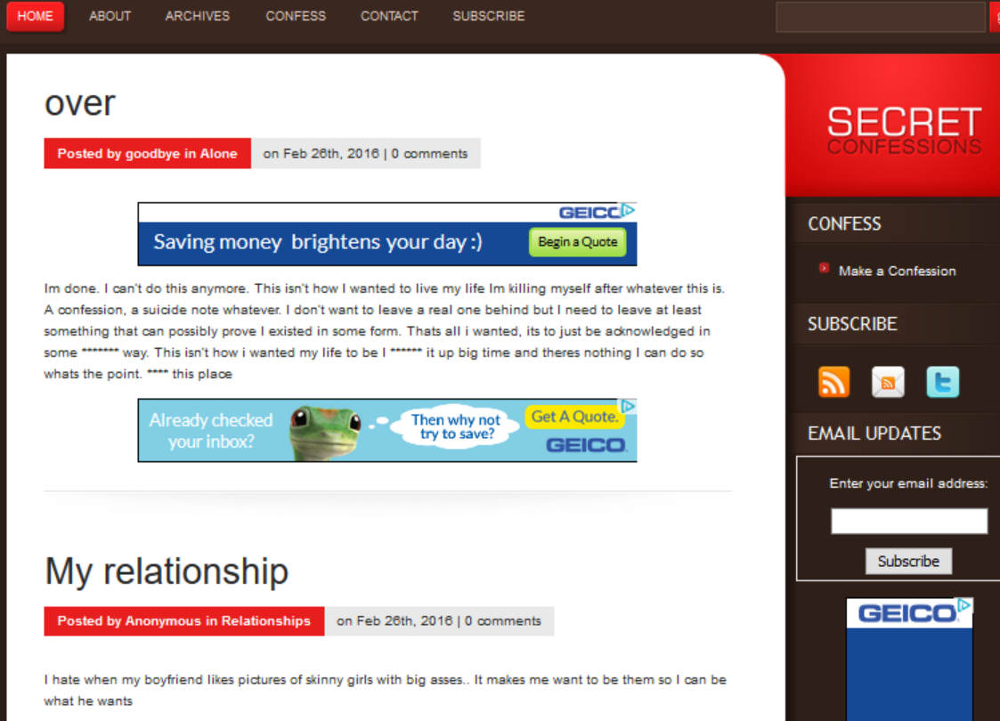 HOME ABOUT ARCHIVES CONFESS CONTACT SUBSCRIBE
over
Posted by goodbye in Alone on Feb 26th, 2016 | 0 comments
GEICO
Saving money brightens your day :) Begin a Quote
Im done. I can't do this anymore. This isn't how I wanted to live my life Im killing myself after whatever this is.
A confession, a suicide note whatever. I don't want to leave a real one behind but I need to leave at least
something that can possibly prove I existed in some form. Thats all i wanted, its to just be acknowledged in
some ******* way. This isn't how i wanted my life to be I ****** it up big time and theres nothing I can do so
whats the point. **** this place
Already checked
your inbox?
Then why not
try to save?
Get A Quote.
GEICO.
My relationship
Posted by Anonymous in Relationships on Feb 26th, 2016 | 0 comments
I hate when my boyfriend likes pictures of skinny girls with big asses.. It makes me want to be them so I can be
what he wants
SECRET
CONFESSIONS
CONFESS
Make a Confession
SUBSCRIBE
EMAIL UPDATES
Enter your email address:
Subscribe
GEICO